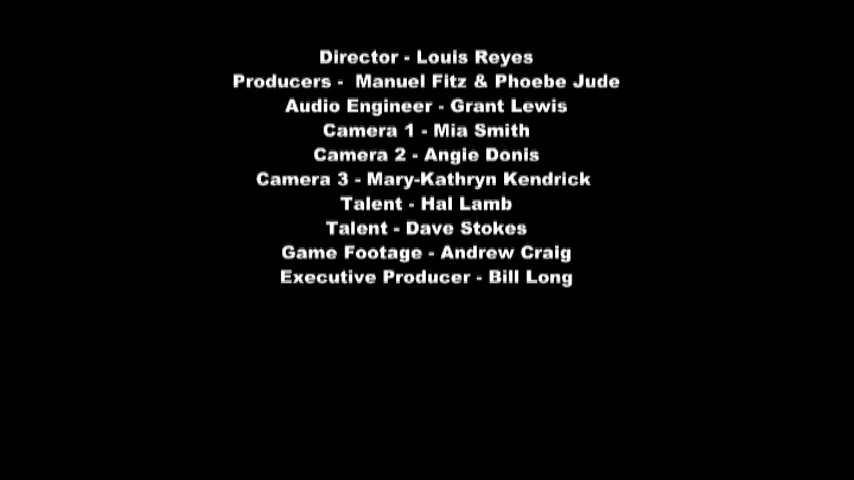 Director - Louis Reyes
Producers -  Manuel Fitz & Phoebe Jude
Audio Engineer - Grant Lewis
Camera 1 - Mia Smith
Camera 2 - Angie Donis
Camera 3 - Mary-Kathryn Kendrick
Talent - Hal Lamb
Talent - Dave Stokes
Game Footage - Andrew Craig
Executive Producer - Bill Long